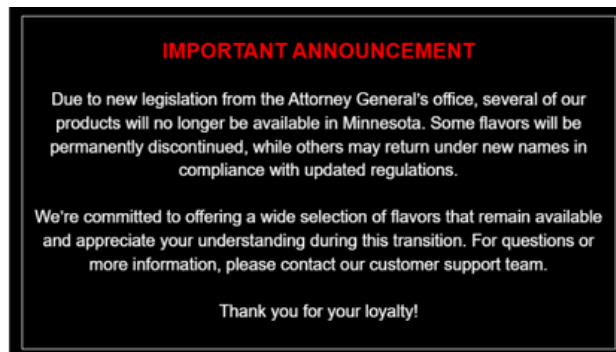 IMPORTANT ANNOUNCEMENT
Due to new legislation from the Attorney General's office, several of our
products will no longer be available in Minnesota. Some flavors will be
permanently discontinued, while others may return under new names in
compliance with updated regulations.
We're committed to offering a wide selection of flavors that remain available
and appreciate your understanding during this transition. For questions or
more information, please contact our customer support team.
Thank you for your loyalty!